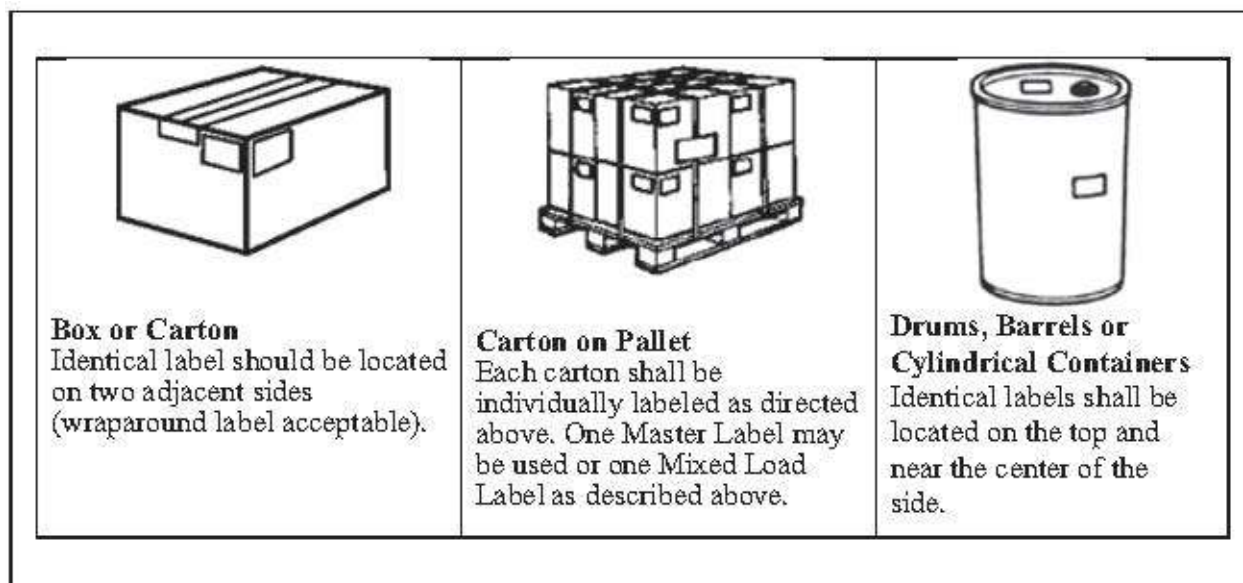 Box or Carton
Identical label should be located
on two adjacent sides
(wraparound label acceptable).
Carton on Pallet
Each carton shall be
individually labeled as directed
above. One Master Label may
be used or one Mixed Load
Label as described above.
Drums, Barrels or
Cylindrical Containers
Identical labels shall be
located on the top and
near the center of the
side.